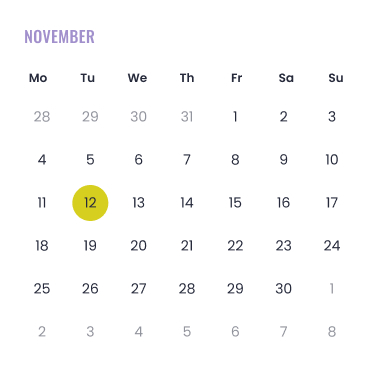 NOVEMBER
Mo Tu We Th Fr Sa Su
28 29 30 31 1 2 3
4 5 6 7 8 9 10
11 12 13 14 15 16 17
18 19 20 21 22 23 24
25 26 27 28 29 30 1
2 3 4 5 6 7 8